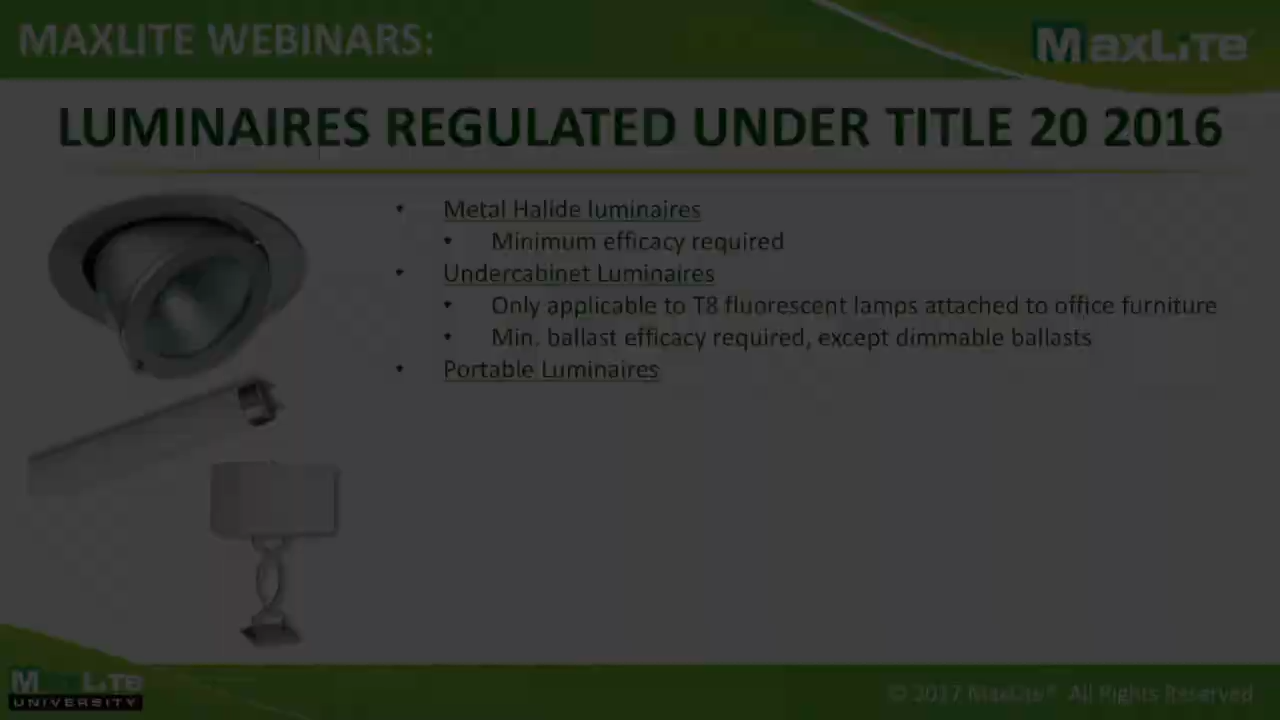 MAXLITE WEBINARS:
MAXLITE
LUMINAIRES REGULATED UNDER TITLE 20 2016
• Metal Halide luminaires
• Minimum efficacy required
• Undercabinet Luminaires
• Only applicable to T8 fluorescent lamps attached to office furniture
• Min. ballast efficacy required, except dimmable ballasts
• Portable Luminaires
MAXLITE
UNIVERSITY
© 2017 MaxLite® All Rights Reserved